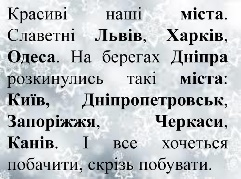 Красиві наші міста.
Славетні Львів, Харків,
Одеса. На берегах Дніпра
розкинулись такі міста:
Київ, Дніпропетровськ,
Запоріжжя, Черкаси,
Канів. І все хочеться
побачити, скрізь побувати.